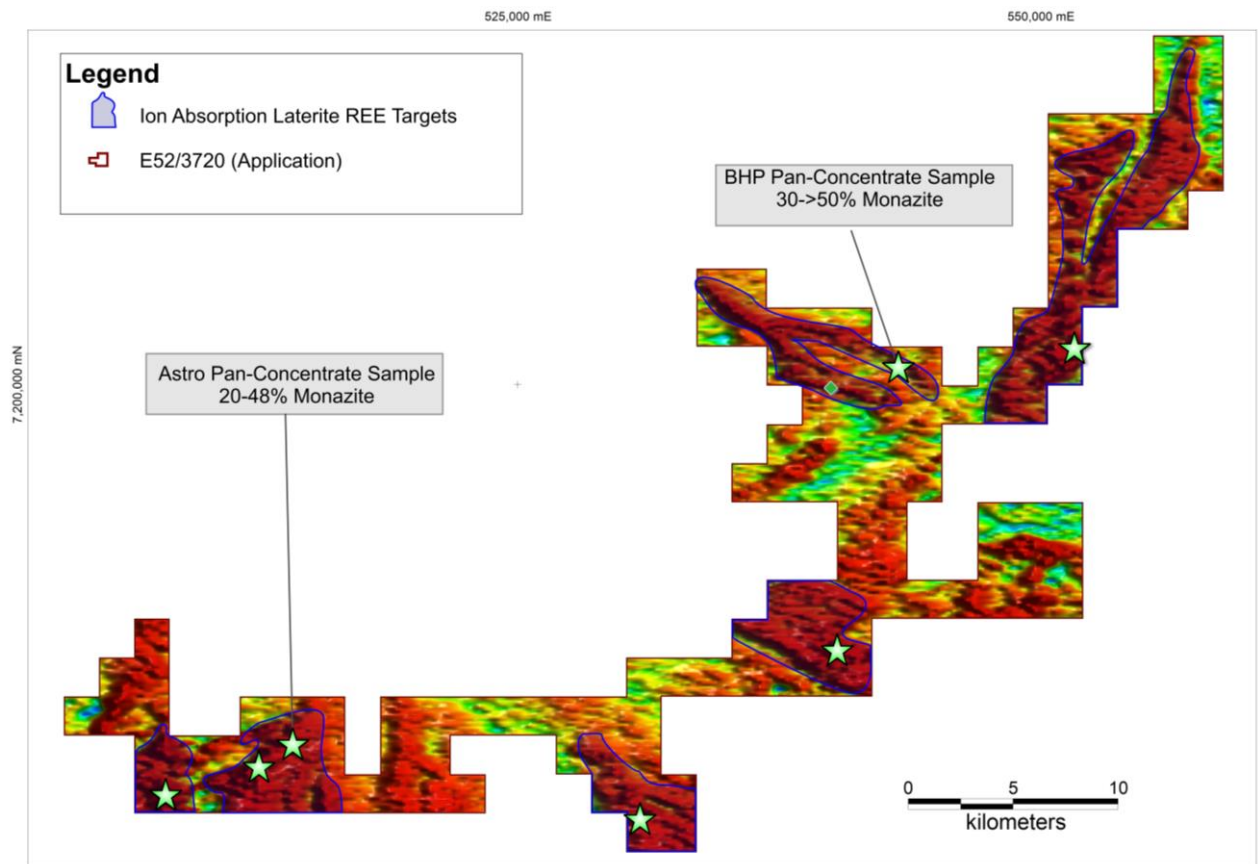 525,000 mE
550,000 mE
Legend
Ion Absorption Laterite REE Targets
E52/3720 (Application)
BHP Pan-Concentrate Sample
30->50% Monazite
Astro Pan-Concentrate Sample
20-48% Monazite
7,200,000 mN
0 5 10
kilometers